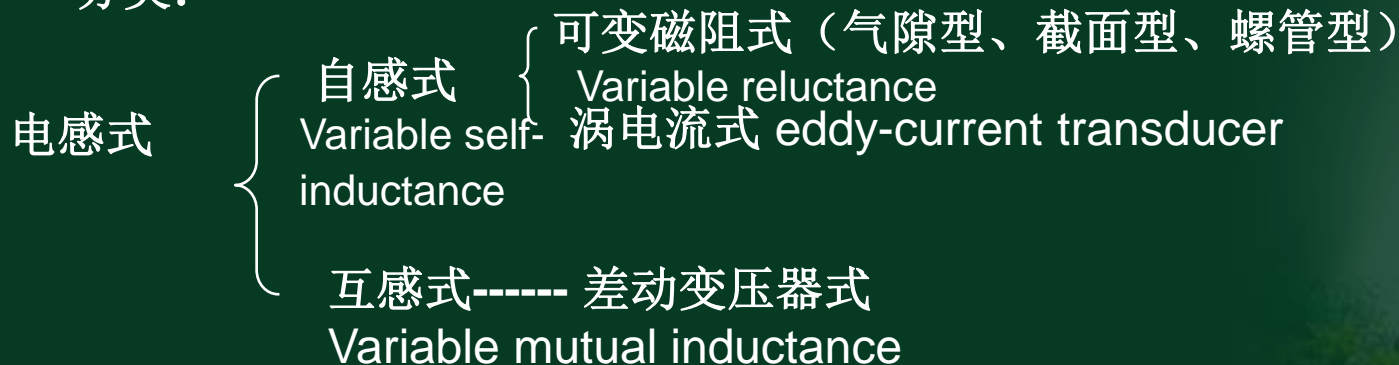 分类:
可变磁阻式（气隙型、截面型、螺管型）
自感式 Variable reluctance
电感式 Variable self- 涡电流式 eddy-current transducer
inductance
互感式------ 差动变压器式
Variable mutual inductance